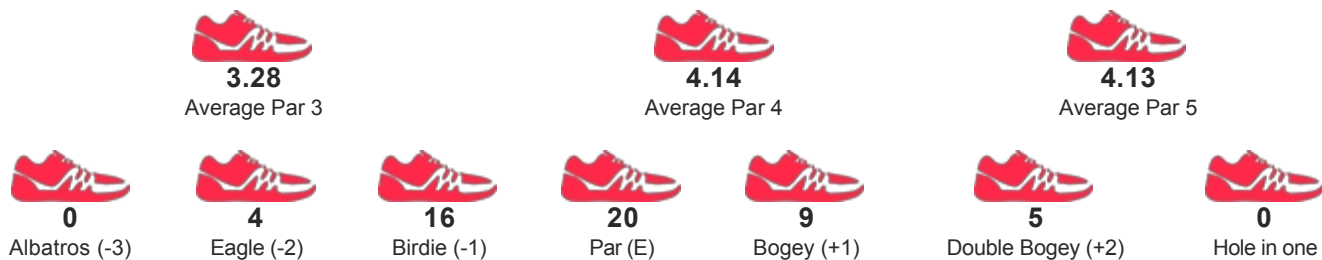 3.28 4.14 4.13
Average Par 3 Average Par 4 Average Par 5
0 4 16 20 9 5 0
Albatros (-3) Eagle (-2) Birdie (-1) Par (E) Bogey (+1) Double Bogey (+2) Hole in one